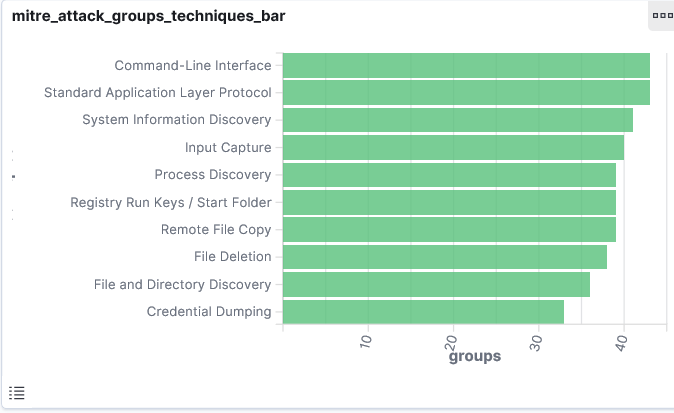 mitre_attack_groups_techniques_bar
Command-Line Interface
Standard Application Layer Protocol
System Information Discovery
Input Capture
Process Discovery
Registry Run Keys / Start Folder
Remote File Copy
File Deletion
File and Directory Discovery
Credential Dumping
10
20
30
40
groups